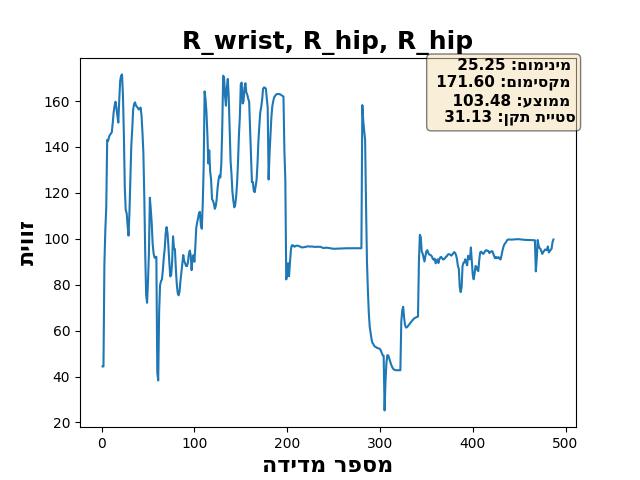 R_wrist, R_hip, R_hip
מינימום: 25.25
מקסימום: 171.60
ממוצע: 103.48
סטיית תקן: 31.13
160
140
120
100
80
60
40
20
זווית
0 100 200 300 400 500
מספר מדידה